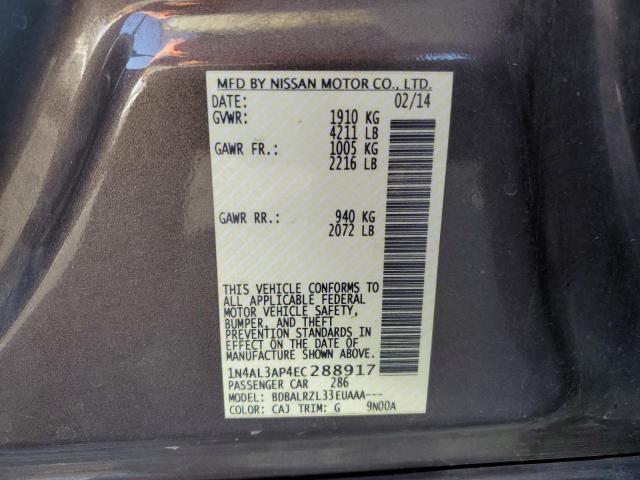 MFD BY NISSAN MOTOR CO., LTD.
DATE: 02/14
GVWR: 1910 KG
4211 LB
GAWR FR.: 1005 KG
2216 LB
GAWR RR.: 940 KG
2072 LB
THIS VEHICLE CONFORMS TO
ALL APPLICABLE FEDERAL
MOTOR VEHICLE SAFETY,
BUMPER, AND THEFT
PREVENTION STANDARDS IN
EFFECT ON THE DATE OF
MANUFACTURE SHOWN ABOVE.
1N4AL3AP4EC288917
PASSENGER CAR 286
MODEL: BDBALRZL33EUAAA---
COLOR: CAJ TRIM: G 9N00A